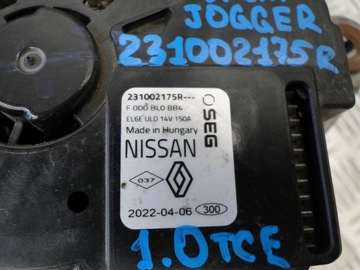 JOGGER
231002175R
231002175R---
F 000 BL0 8B4
EL6E ULD 14V 150A
Made in Hungary
SEG
NISSAN
037
2022-04-06
300
1.0TCE